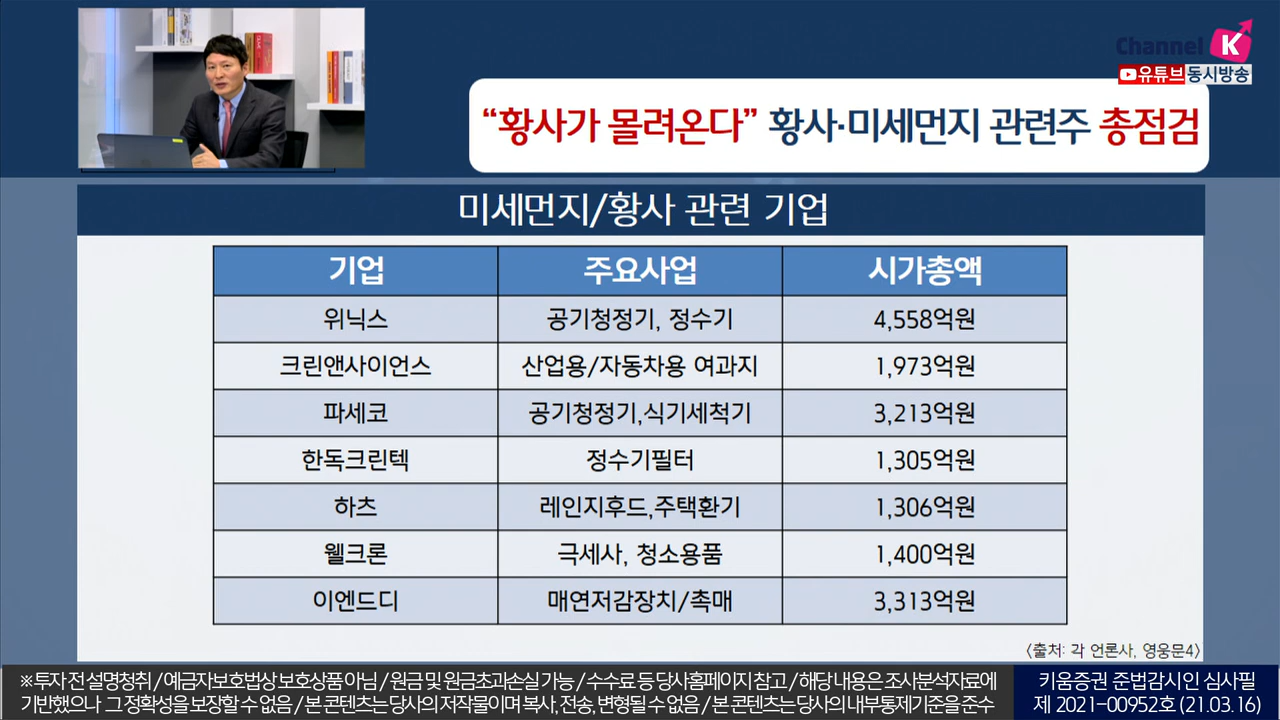 Channel K
유튜브동시방송
“황사가 몰려온다” 황사·미세먼지 관련주 총점검
미세먼지/황사 관련 기업
기업 주요사업 시가총액
위닉스 공기청정기, 정수기 4,558억원
크린앤사이언스 산업용/자동차용 여과지 1,973억원
파세코 공기청정기,식기세척기 3,213억원
한독크린텍 정수기필터 1,305억원
하츠 레인지후드,주택환기 1,306억원
웰크론 극세사, 청소용품 1,400억원
이엔드디 매연저감장치/촉매 3,313억원
<출처: 각 언론사, 영웅문4>
※ 투자 전 설명청취 / 예금자보호법상 보호상품 아님 / 원금 및 원금초과손실 가능 / 수수료 등 당사홈페이지 참고 / 해당 내용은 조사분석자료에
기반했으나 그 정확성을 보장할 수 없음 / 본 콘텐츠는 당사의 저작물이며 복사, 전송, 변형될 수 없음 / 본 콘텐츠는 당사의 내부통제기준을 준수
키움증권 준법감시인 심사필
제 2021-00952호 (21.03.16)